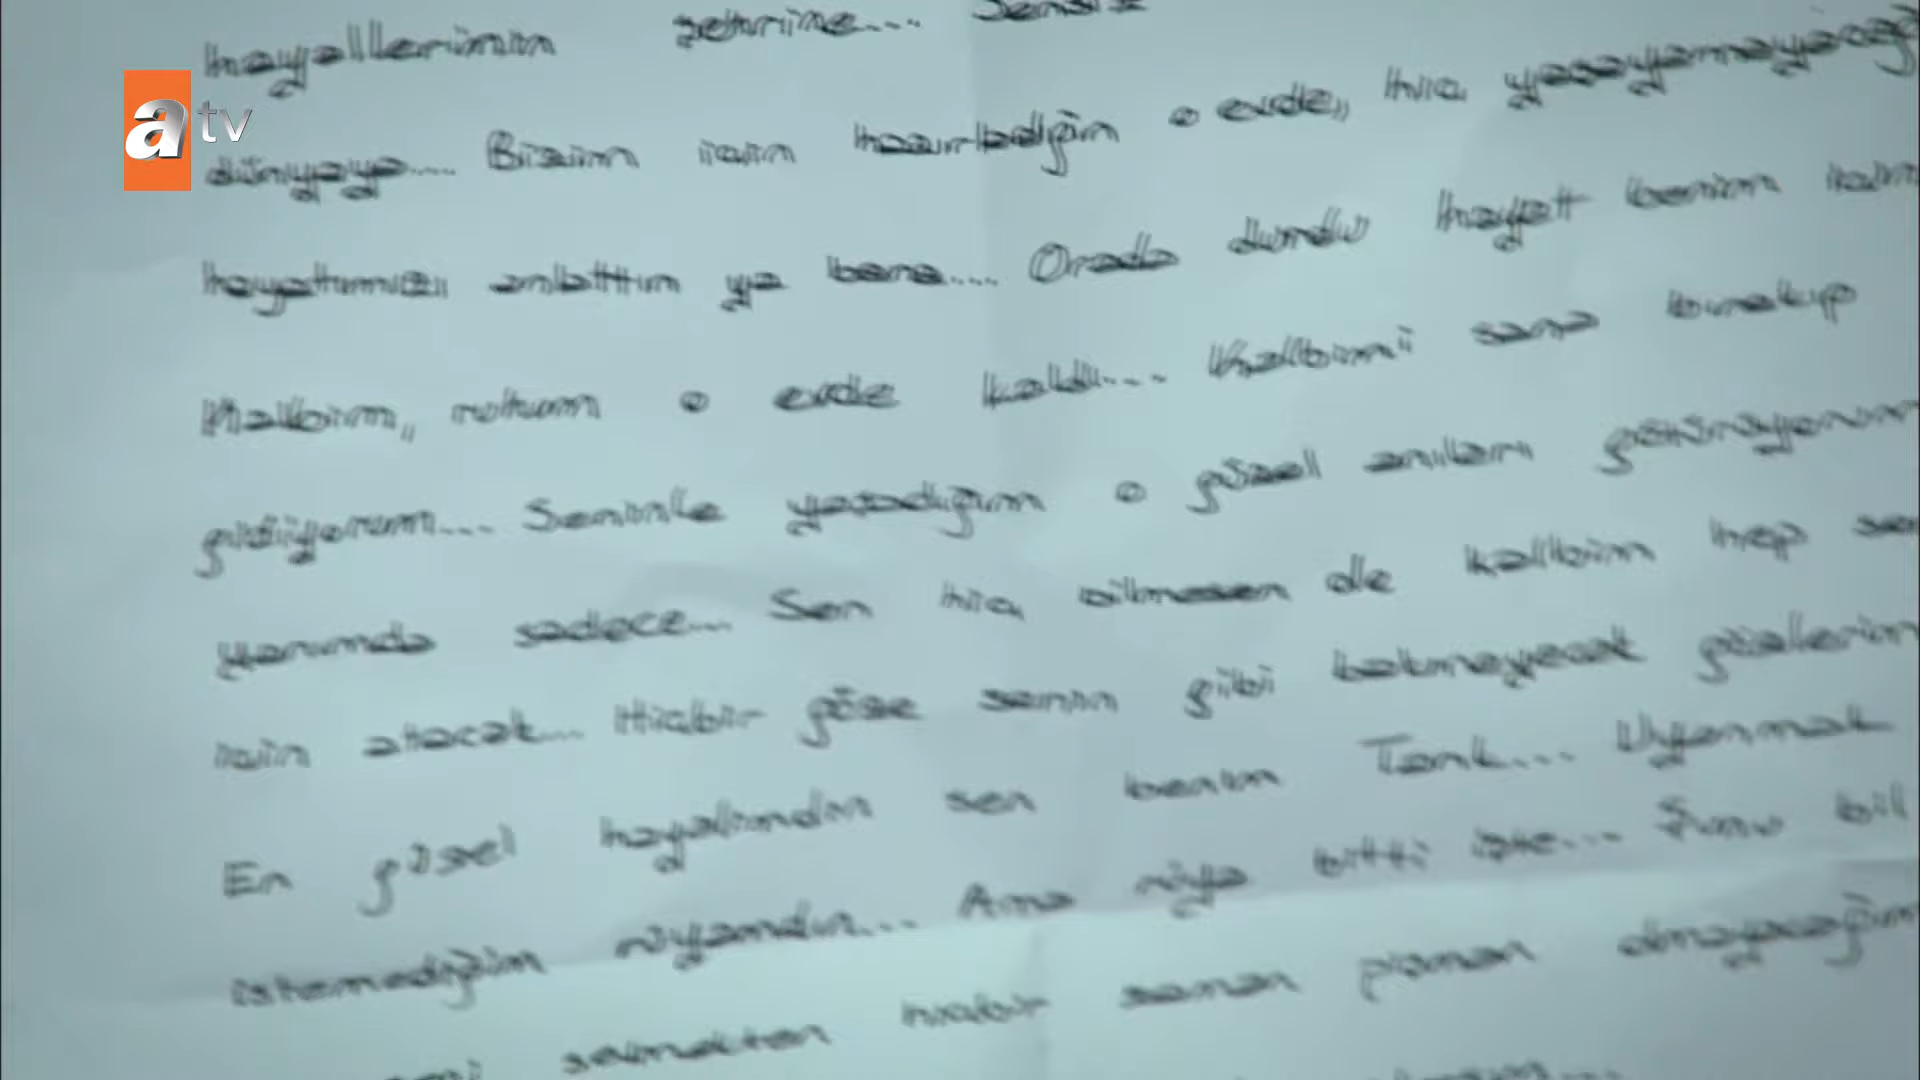 atv
hayallerimin şehrine... Sensiz
dünyaya... Bizim için hazırladığın o evde, hiç yaşayamayacağ
hayatımızı anlattın ya bana... Orada durdu hayat benim için
Kalbim, ruhum o evde kaldı... Kalbimi sana bırakıp
gidiyorum... Seninle yaşadığım o güzel anıları götürüyorum
yanımda sadece... Sen hiç bilmesen de kalbim hep sen
için atacak... Hiçbir göze senin gibi bakmayacak gözlerim
En güzel hayalimdin sen benim Tarık... Uyanmak
istemediğim rüyamdın... Ama rüya bitti işte... Şunu bil
sevmekten hiçbir zaman pişman olmayacağım